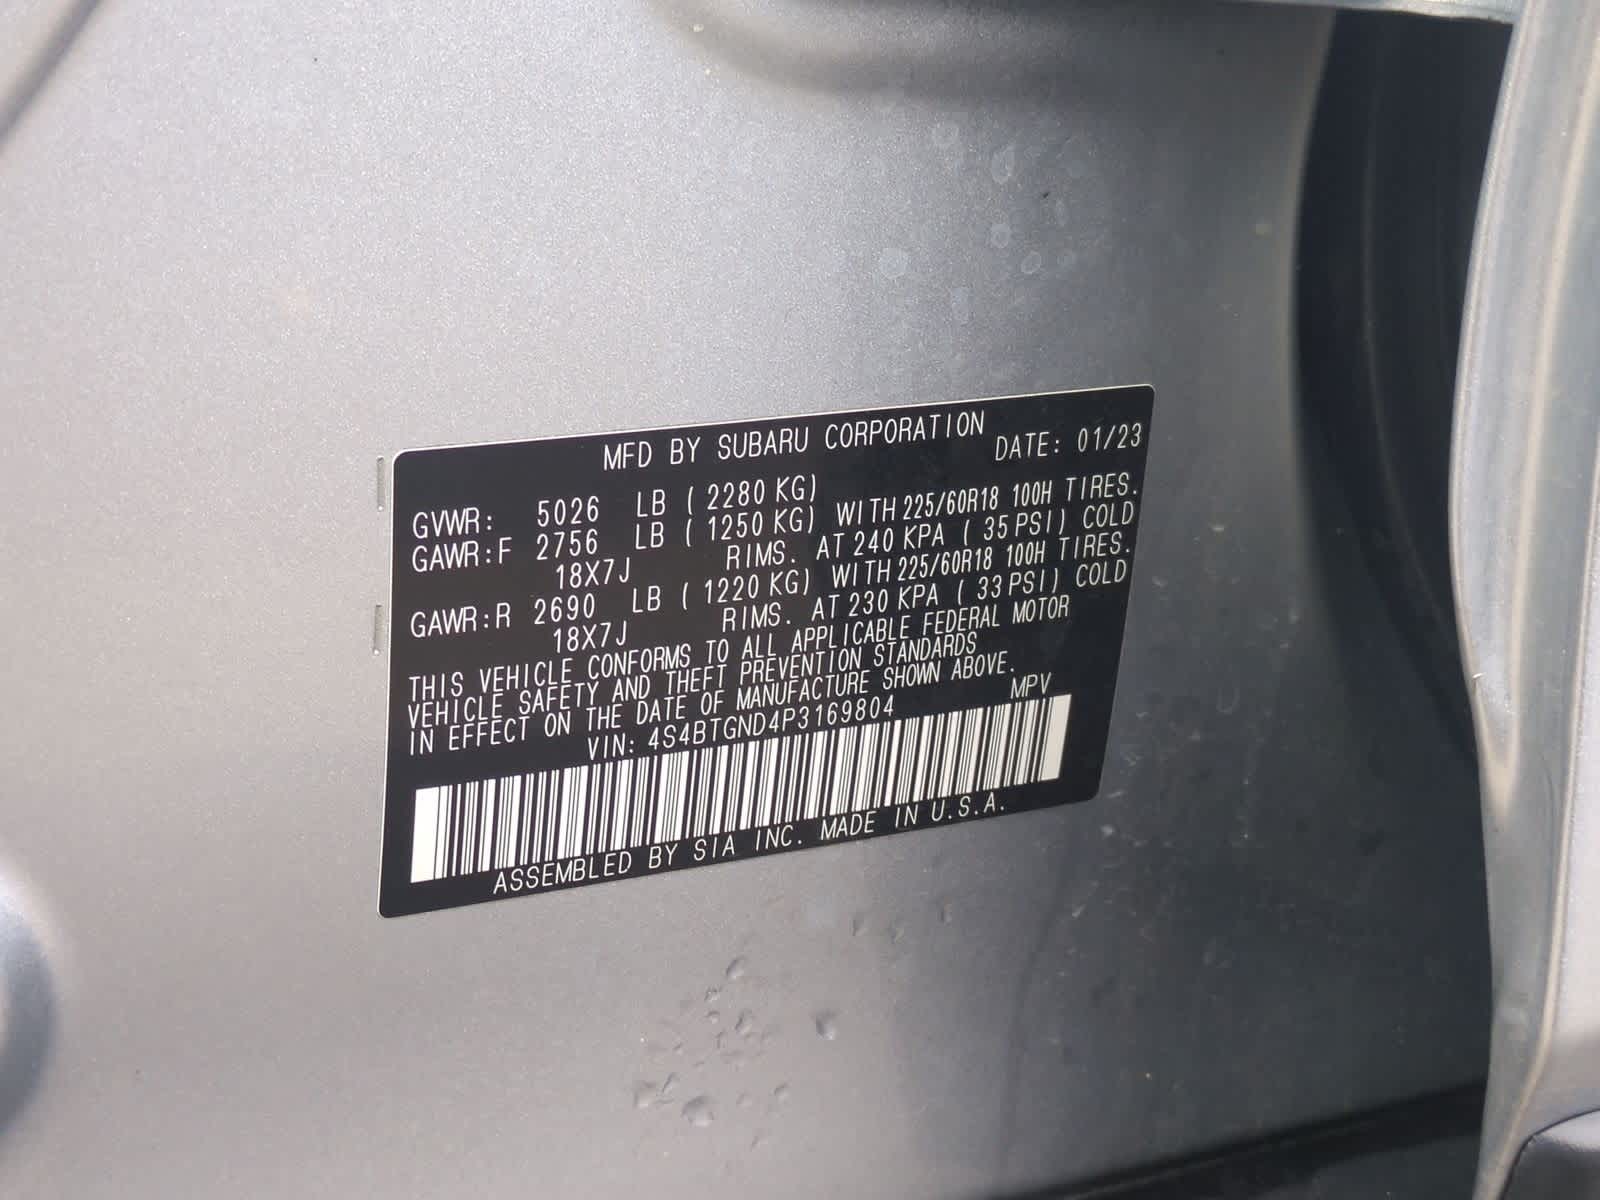 MFD BY SUBARU CORPORATION DATE: 01/23
GVWR: 5026 LB ( 2280 KG)
GAWR:F 2756 LB ( 1250 KG) WITH 225/60R18 100H TIRES.
18X7J RIMS. AT 240 KPA ( 35 PSI) COLD
GAWR:R 2690 LB ( 1220 KG) WITH 225/60R18 100H TIRES.
18X7J RIMS. AT 230 KPA ( 33 PSI) COLD
THIS VEHICLE CONFORMS TO ALL APPLICABLE FEDERAL MOTOR
VEHICLE SAFETY AND THEFT PREVENTION STANDARDS
IN EFFECT ON THE DATE OF MANUFACTURE SHOWN ABOVE.
VIN: 4S4BTGND4P3169804 MPV
ASSEMBLED BY SIA INC. MADE IN U.S.A.